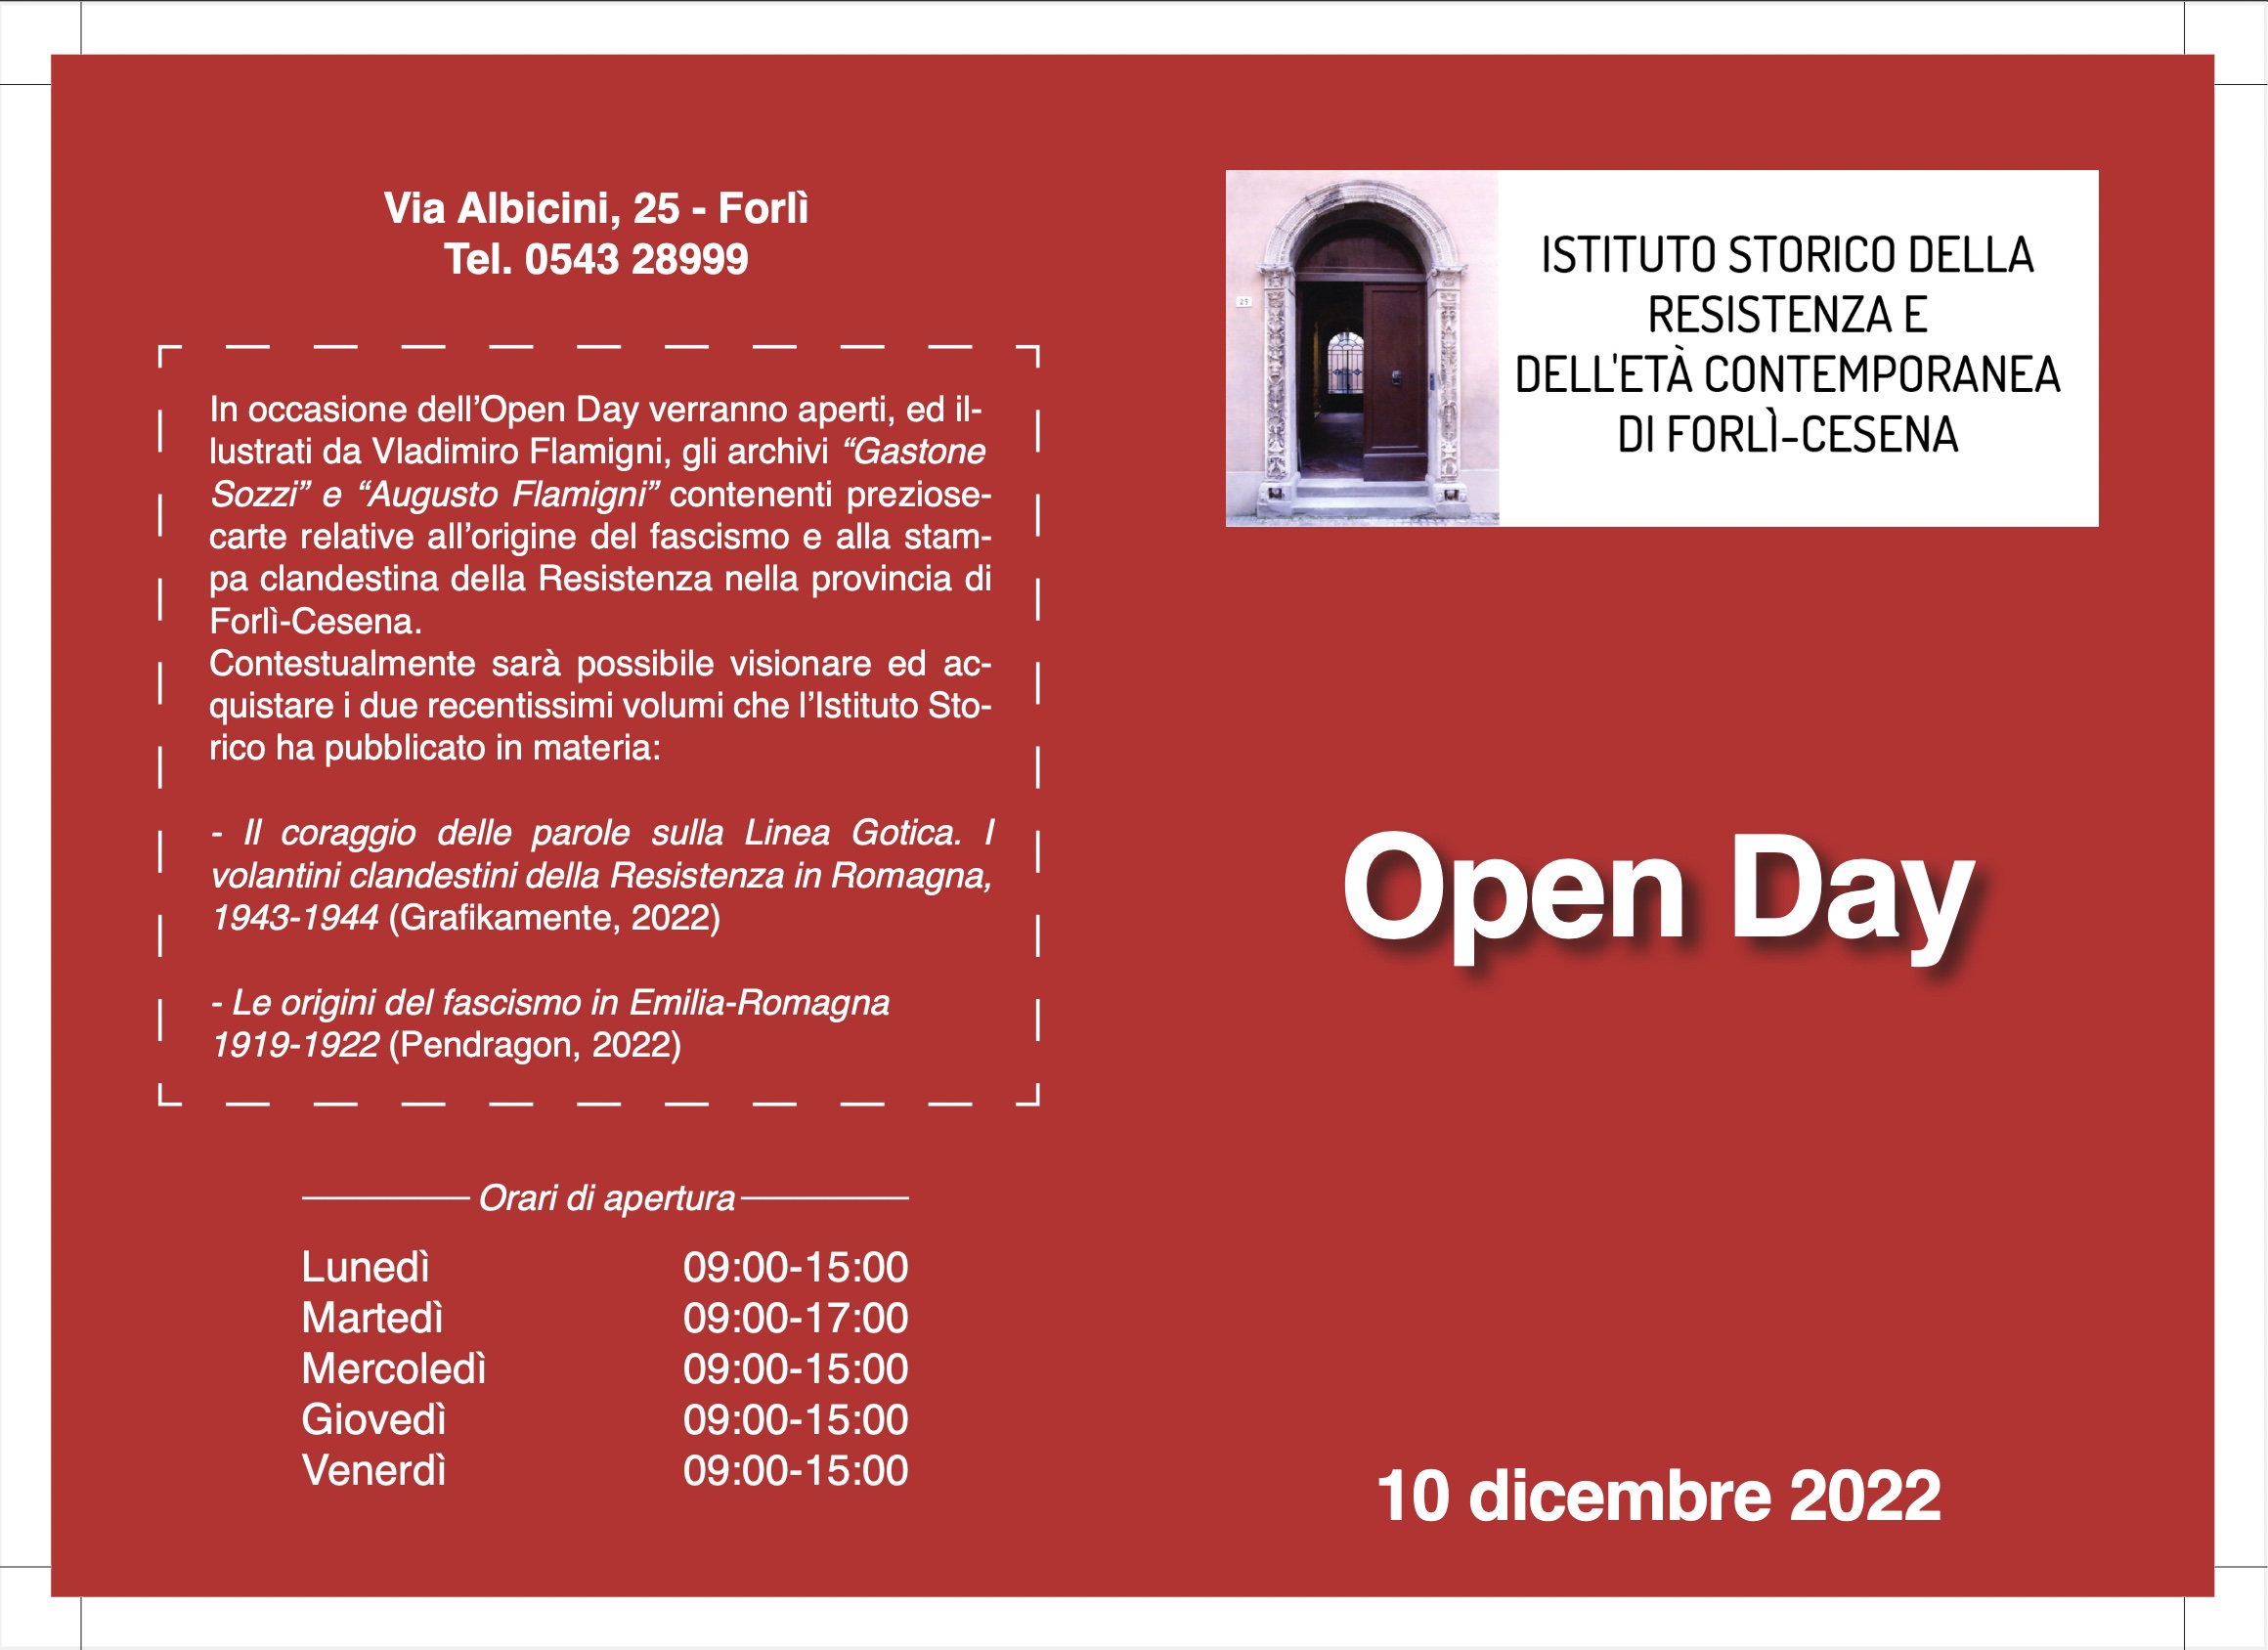 Via Albicini, 25 - Forlì
Tel. 0543 28999
In occasione dell’Open Day verranno aperti, ed il-
lustrati da Vladimiro Flamigni, gli archivi “Gastone
Sozzi” e “Augusto Flamigni” contenenti preziose-
carte relative all’origine del fascismo e alla stam-
pa clandestina della Resistenza nella provincia di
Forlì-Cesena.
Contestualmente sarà possibile visionare ed ac-
quistare i due recentissimi volumi che l’Istituto Sto-
rico ha pubblicato in materia:
- Il coraggio delle parole sulla Linea Gotica. I
volantini clandestini della Resistenza in Romagna,
1943-1944 (Grafikamente, 2022)
- Le origini del fascismo in Emilia-Romagna
1919-1922 (Pendragon, 2022)
Orari di apertura
Lunedì 09:00-15:00
Martedì 09:00-17:00
Mercoledì 09:00-15:00
Giovedì 09:00-15:00
Venerdì 09:00-15:00
25
ISTITUTO STORICO DELLA
RESISTENZA E
DELL'ETÀ CONTEMPORANEA
DI FORLÌ-CESENA
Open Day
10 dicembre 2022